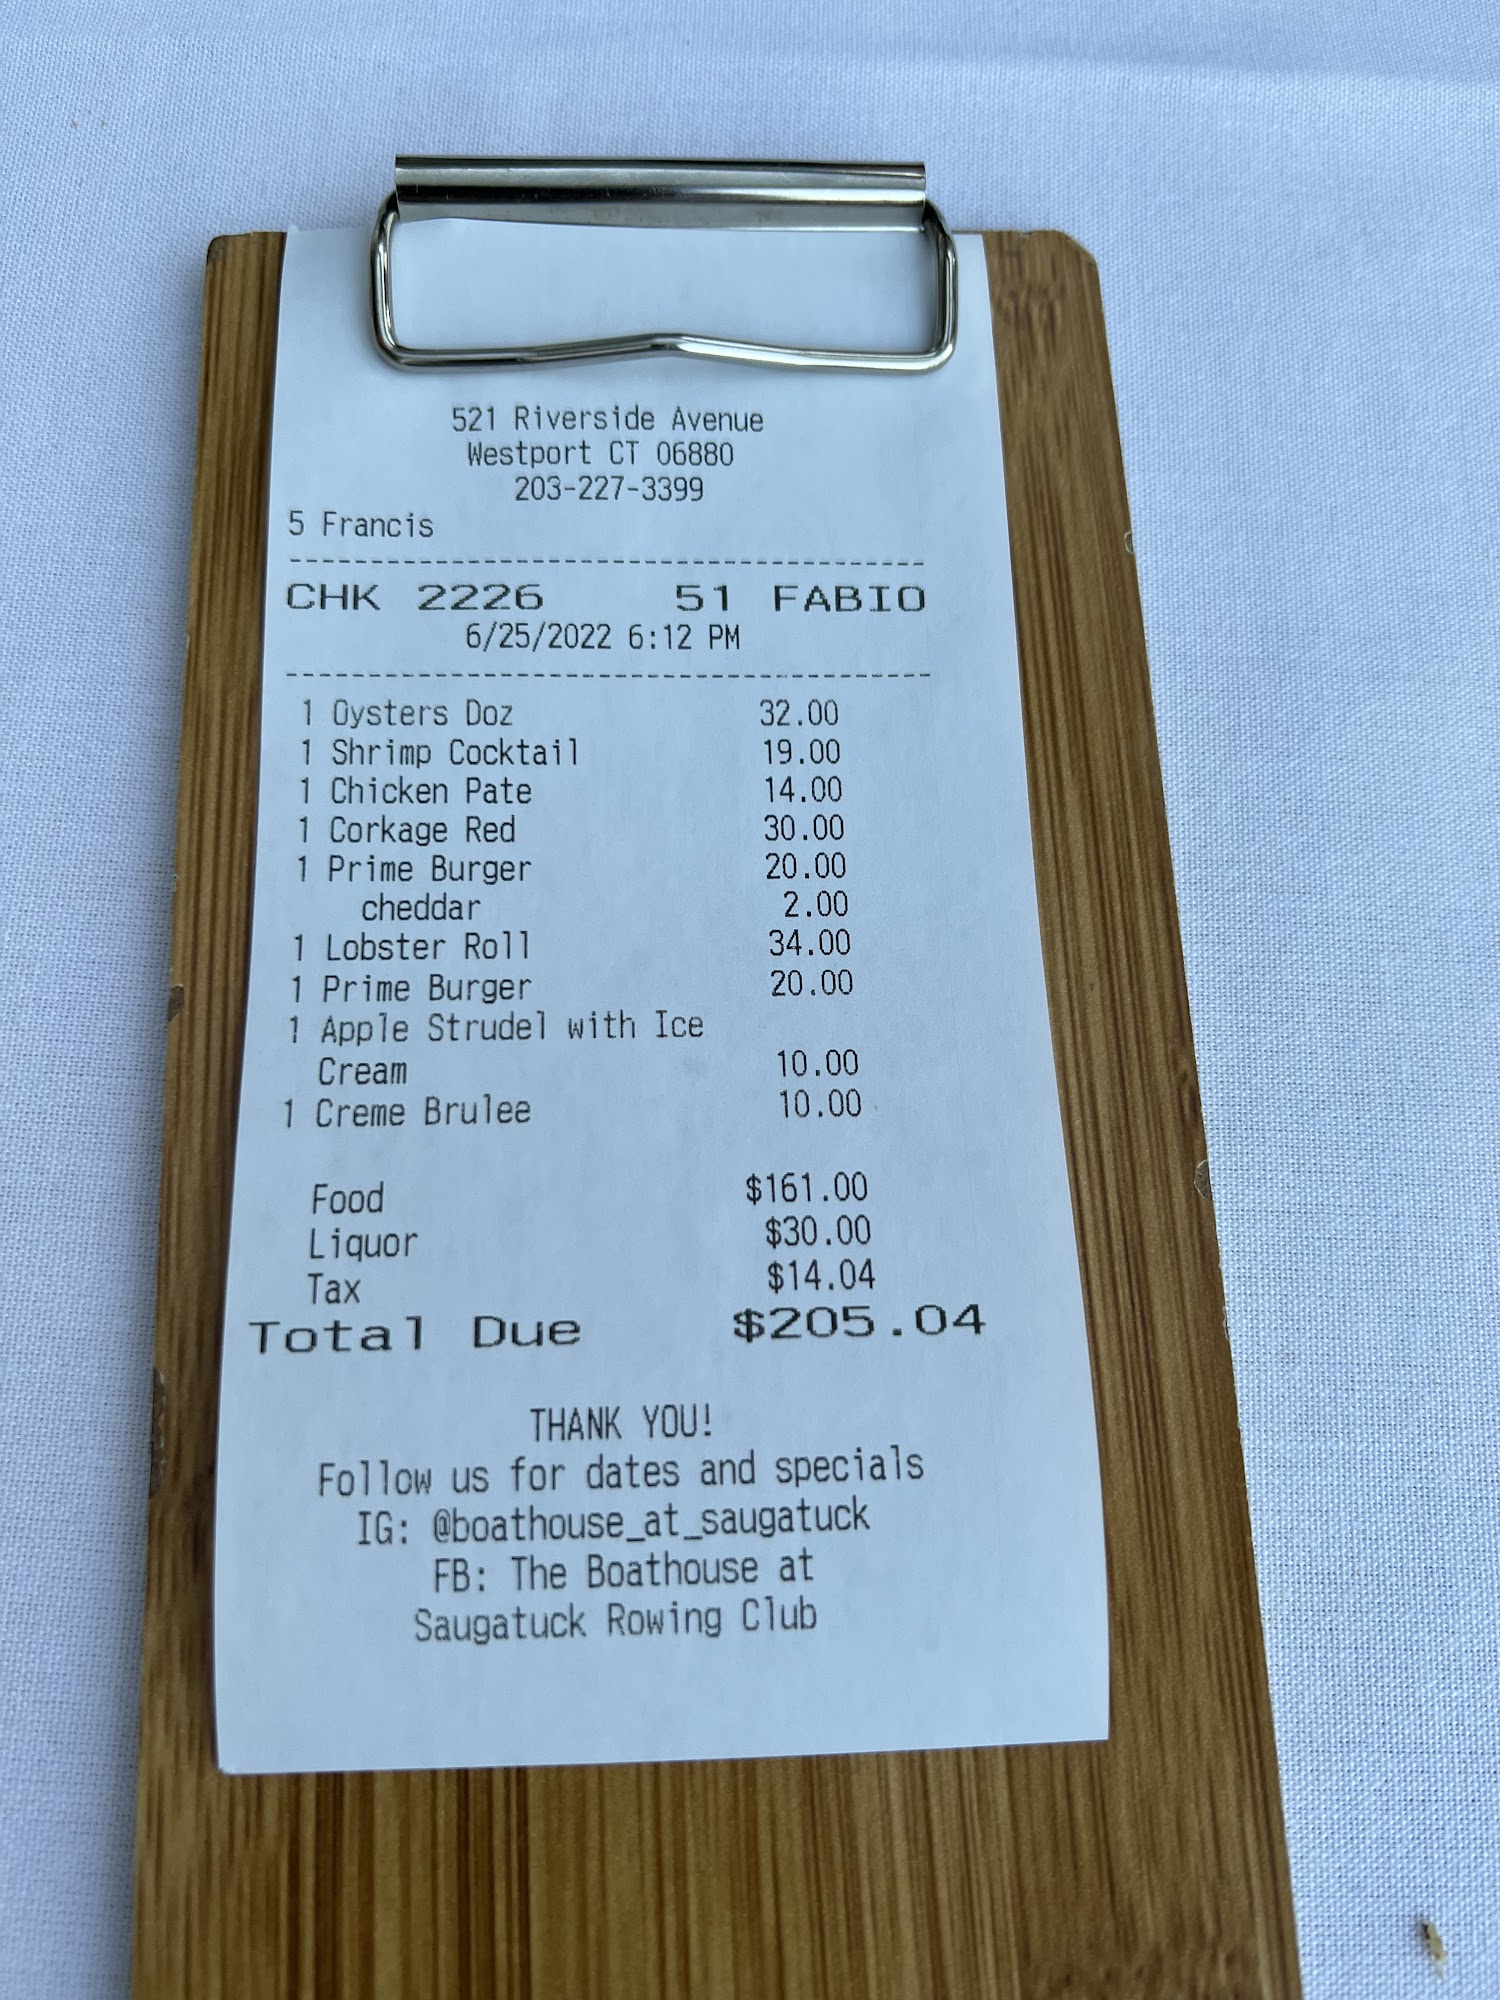 521 Riverside Avenue
Westport CT 06880
203-227-3399
5 Francis
CHK 2226 51 FABIO
6/25/2022 6:12 PM
1 Oysters Doz 32.00
1 Shrimp Cocktail 19.00
1 Chicken Pate 14.00
1 Corkage Red 30.00
1 Prime Burger 20.00
cheddar 2.00
1 Lobster Roll 34.00
1 Prime Burger 20.00
1 Apple Strudel with Ice
Cream 10.00
1 Creme Brulee 10.00
Food $161.00
Liquor $30.00
Tax $14.04
Total Due $205.04
THANK YOU!
Follow us for dates and specials
IG: @boathouse_at_saugatuck
FB: The Boathouse at
Saugatuck Rowing Club